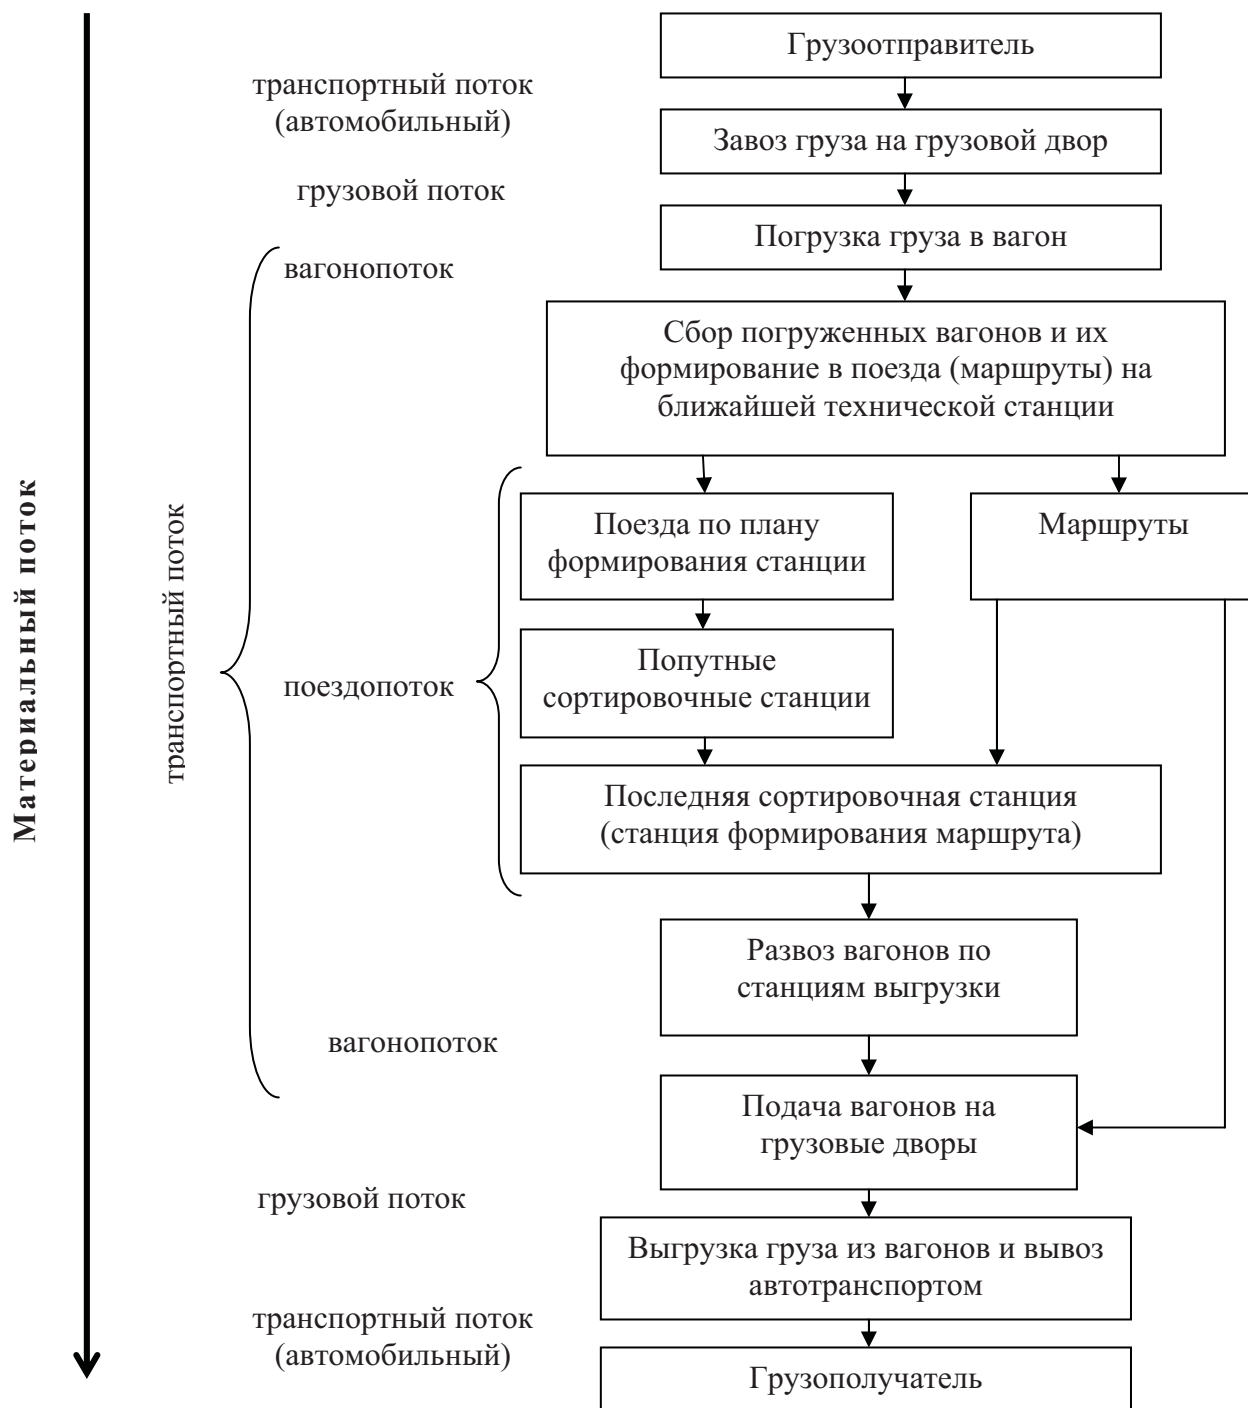 Грузоотправитель
транспортный поток
(автомобильный)
Завоз груза на грузовой двор
грузовой поток
Погрузка груза в вагон
вагонопоток
Сбор погруженных вагонов и их
формирование в поезда (маршруты) на
ближайшей технической станции
Материальный поток
транспортный поток
Поезда по плану
формирования станции
Маршруты
поездопоток
Попутные
сортировочные станции
Последняя сортировочная станция
(станция формирования маршрута)
Развоз вагонов по
станциям выгрузки
вагонопоток
Подача вагонов на
грузовые дворы
грузовой поток
Выгрузка груза из вагонов и вывоз
автотранспортом
транспортный поток
(автомобильный)
Грузополучатель